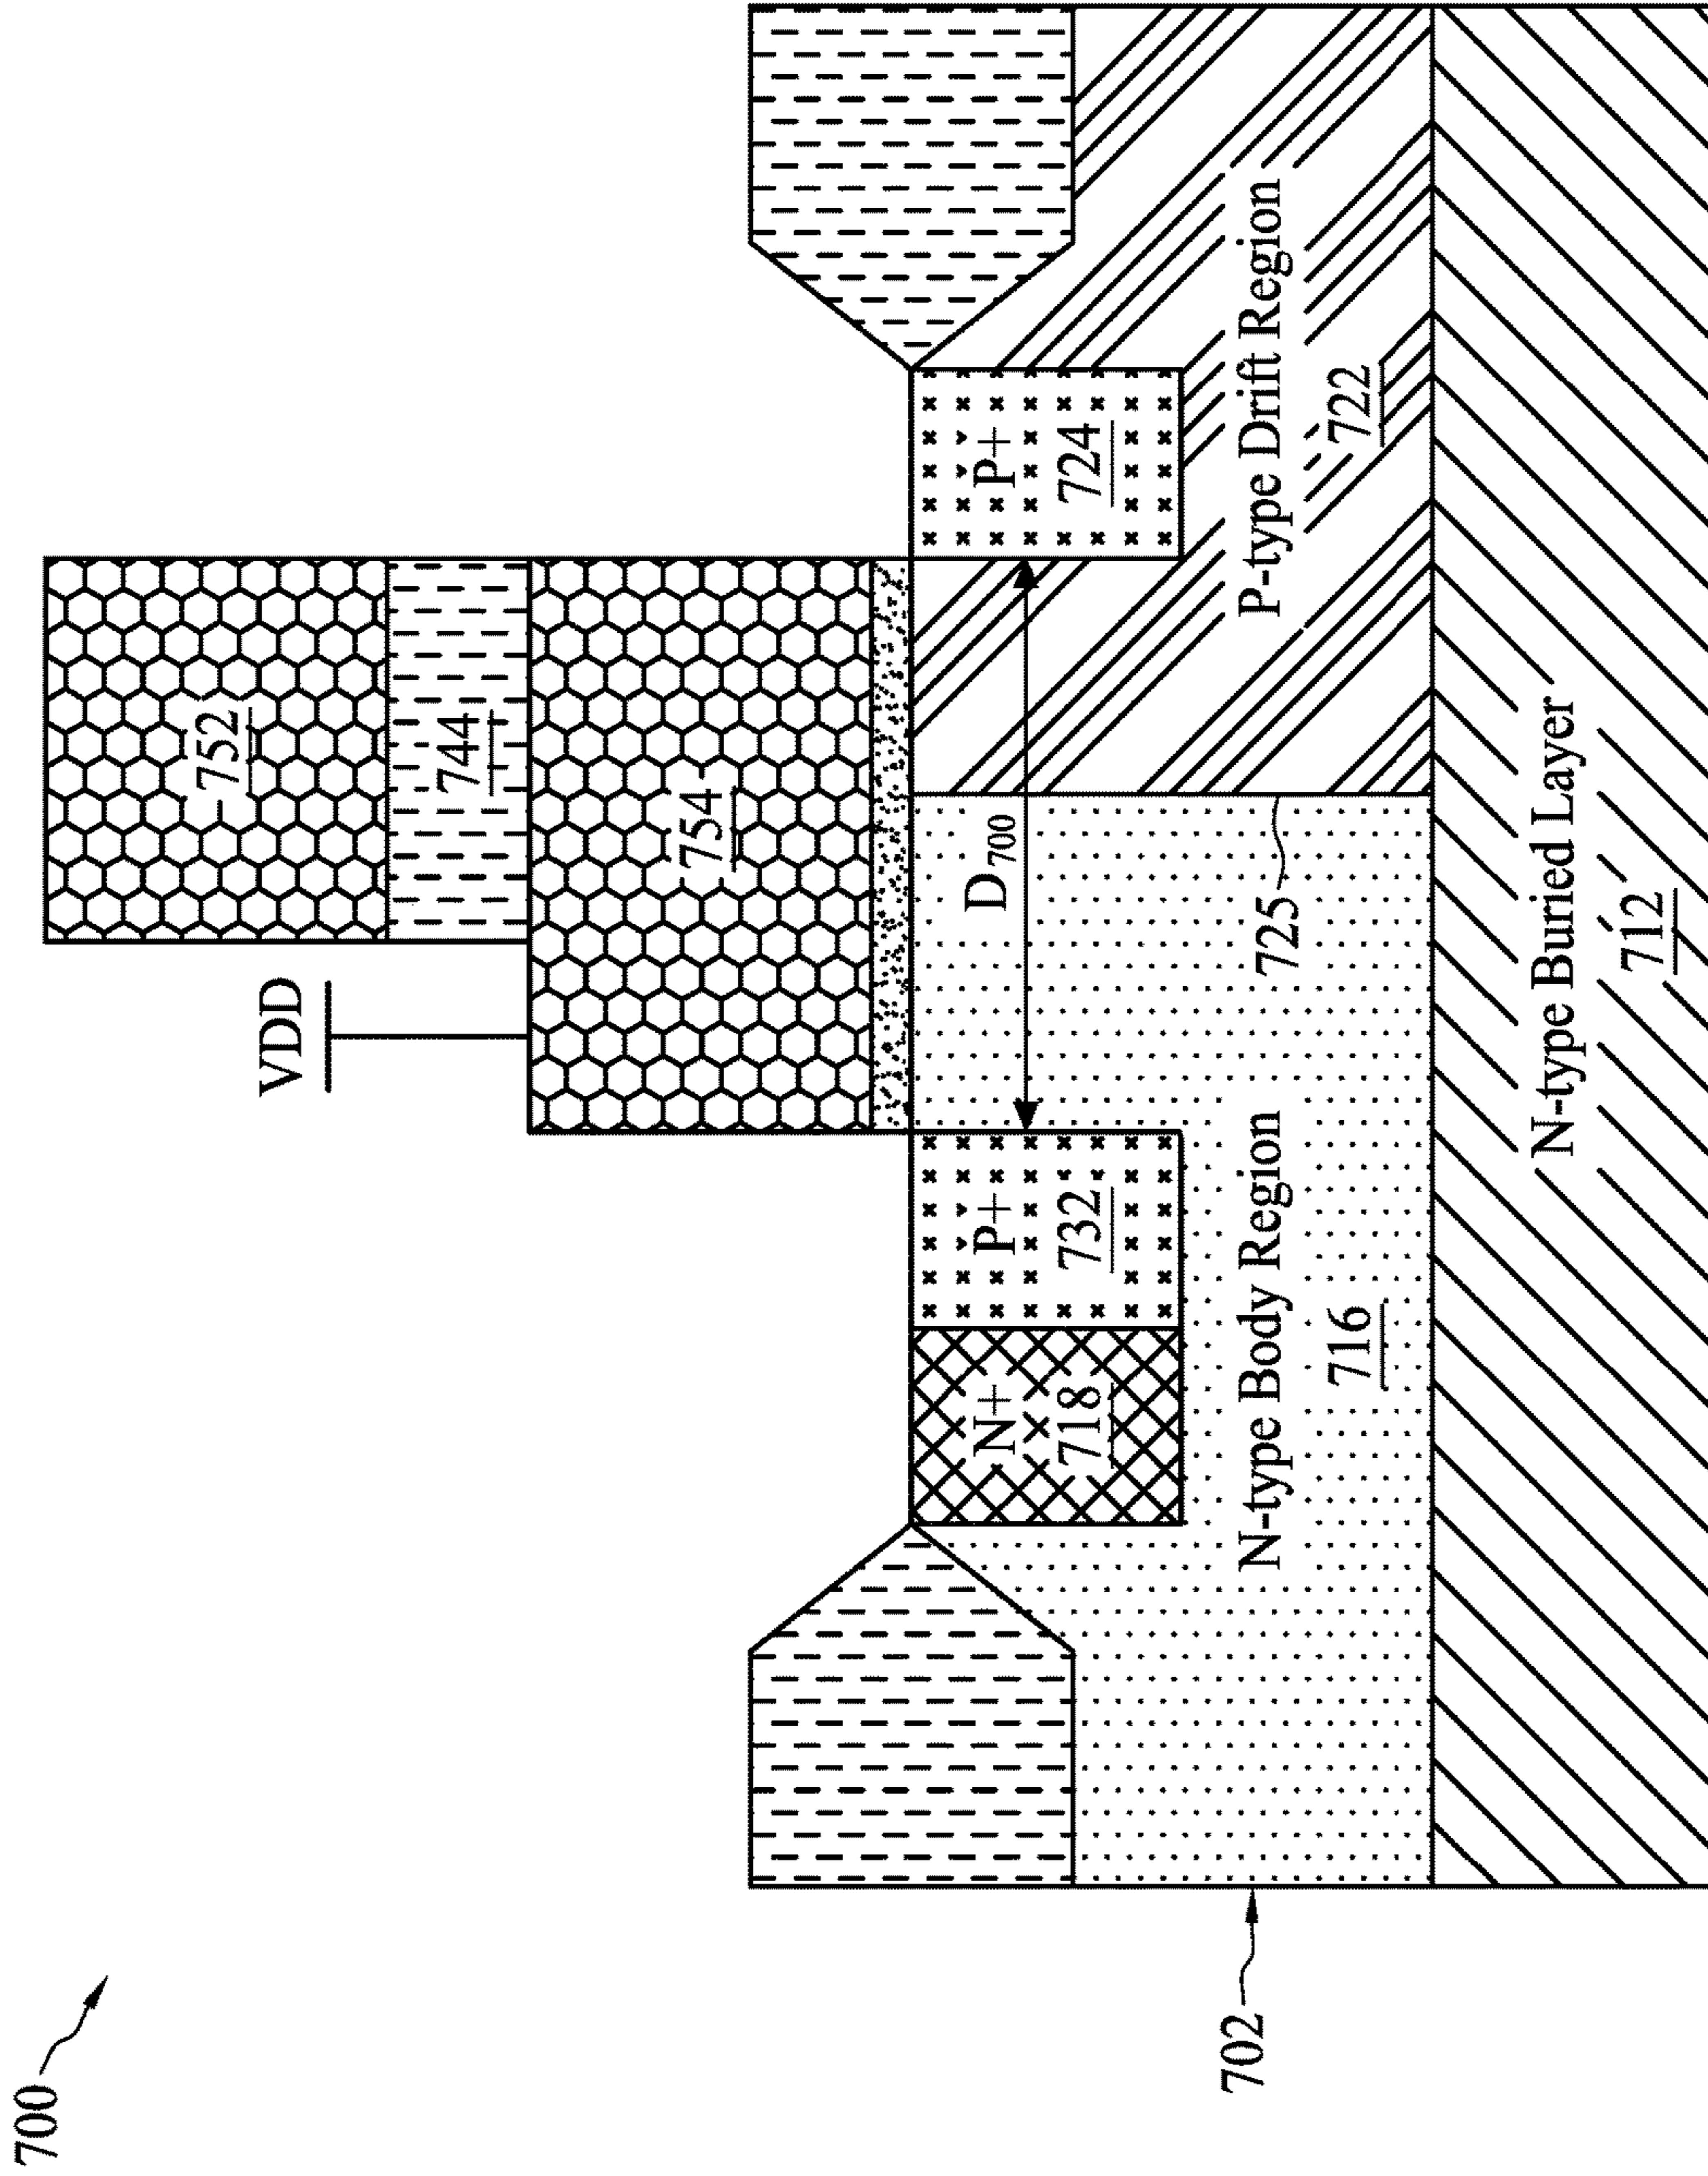 700
VDD
752
744
754
D700
N+
718
P+
732
P+
724
725
702
N-type Body Region
716
P-type Drift Region
722
N-type Buried Layer
712